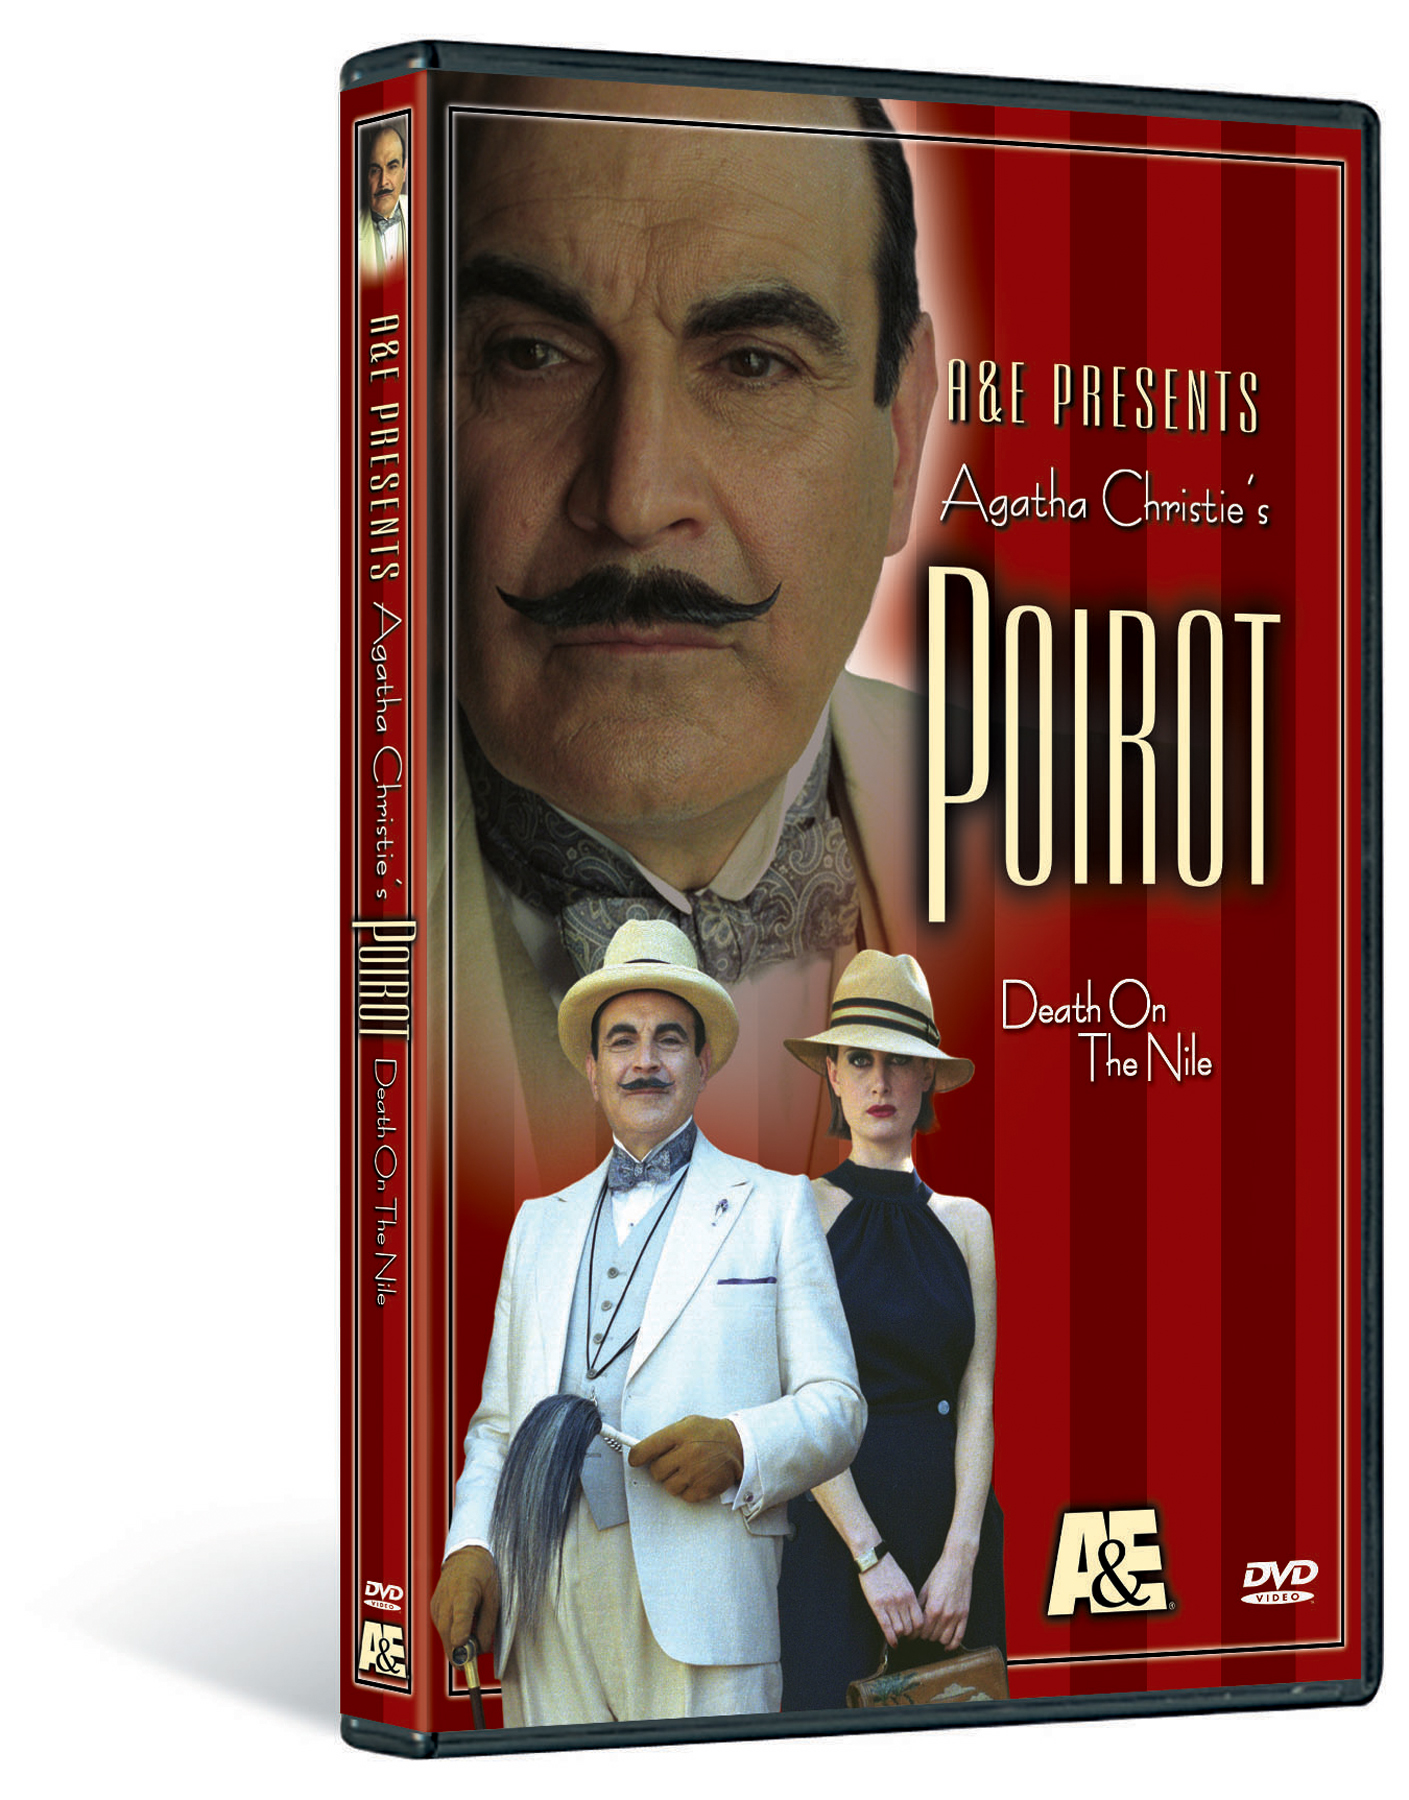 A&E PRESENTS Agatha Christie's POIROT Death On The Nile
DVD
VIDEO
A&E
A&E PRESENTS
Agatha Christie's
POIROT
Death On
The Nile
A&E®
DVD
VIDEO